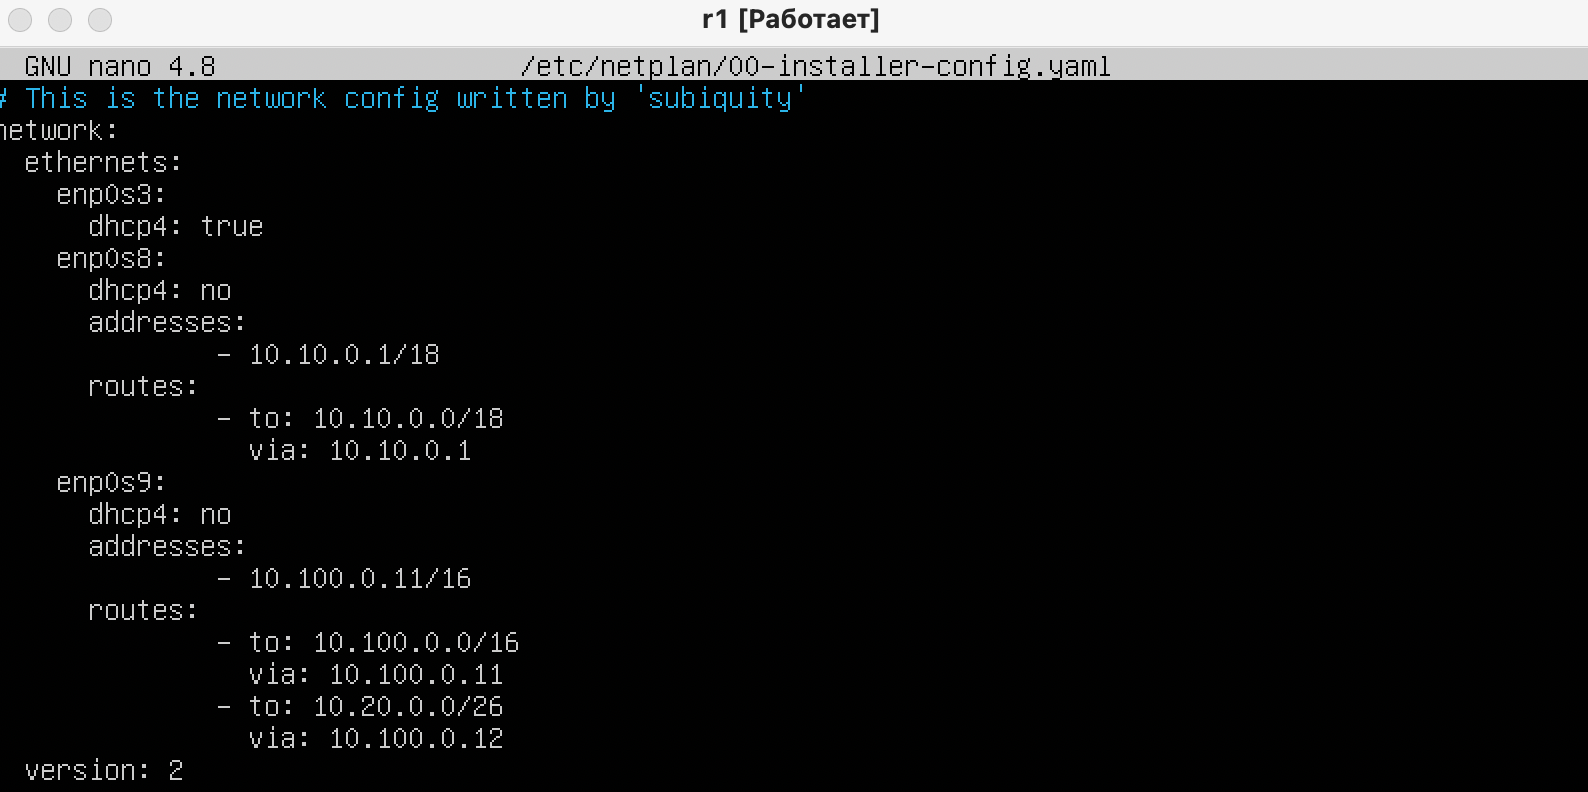 r1 [Работает]
GNU nano 4.8 /etc/netplan/00-installer-config.yaml
# This is the network config written by 'subiquity'
network:
  ethernets:
    enp0s3:
      dhcp4: true
    enp0s8:
      dhcp4: no
      addresses:
              - 10.10.0.1/18
      routes:
              - to: 10.10.0.0/18
                via: 10.10.0.1
    enp0s9:
      dhcp4: no
      addresses:
              - 10.100.0.11/16
      routes:
              - to: 10.100.0.0/16
                via: 10.100.0.11
              - to: 10.20.0.0/26
                via: 10.100.0.12
  version: 2